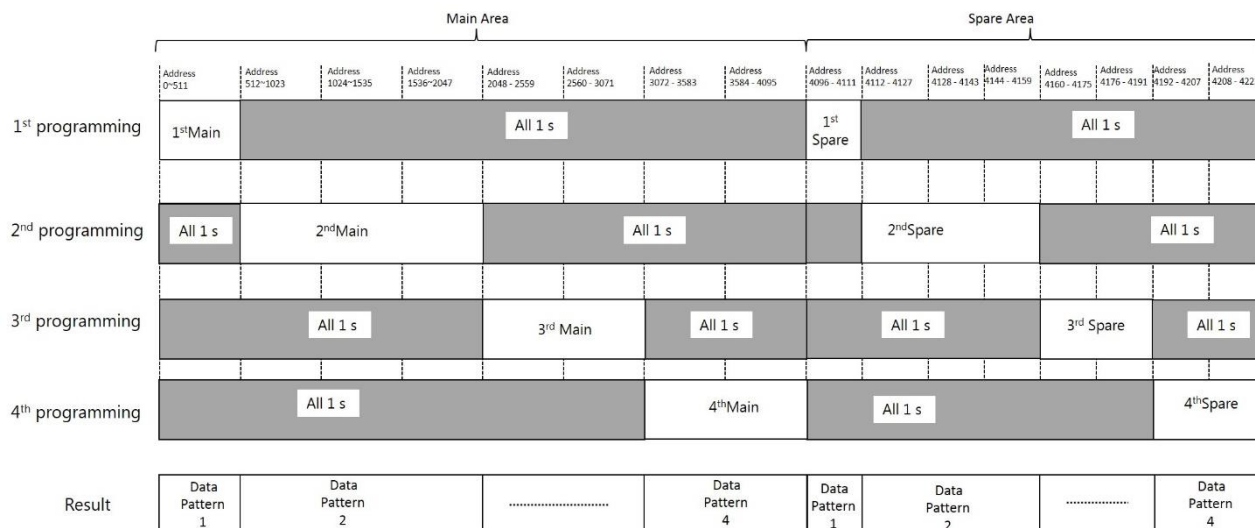 Main Area
Spare Area
Address 0~511
Address 512~1023
Address 1024~1535
Address 1536~2047
Address 2048 - 2559
Address 2560 - 3071
Address 3072 - 3583
Address 3584 - 4095
Address 4096 - 4111
Address 4112 - 4127
Address 4128 - 4143
Address 4144 - 4159
Address 4160 - 4175
Address 4176 - 4191
Address 4192 - 4207
Address 4208 - 422
1st programming
1stMain
All 1 s
1st Spare
All 1 s
2nd programming
All 1 s
2ndMain
All 1 s
2ndSpare
All 1 s
3rd programming
All 1 s
3rd Main
All 1 s
All 1 s
3rd Spare
All 1 s
4th programming
All 1 s
4thMain
All 1 s
4thSpare
Result
Data Pattern 1
Data Pattern 2
....................
Data Pattern 4
Data Pattern 1
Data Pattern 2
............
Data Pattern 4